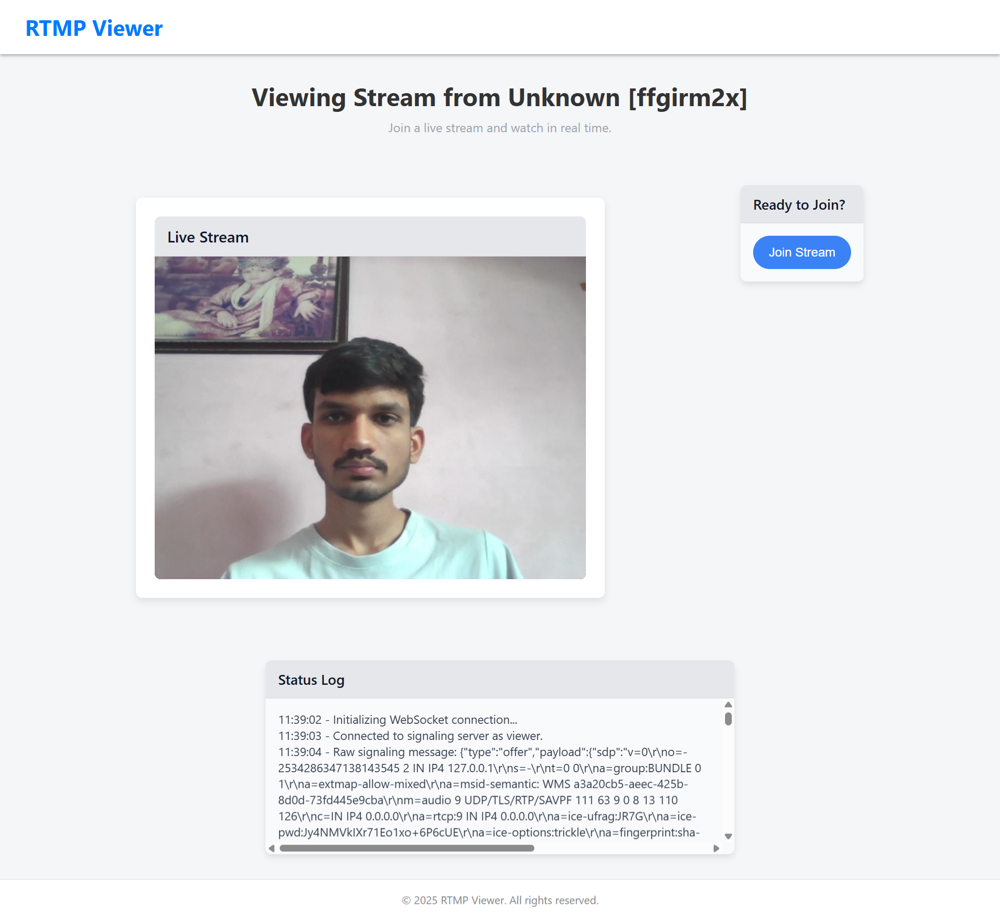 RTMP Viewer
Viewing Stream from Unknown [ffgirm2x]
Join a live stream and watch in real time.
Live Stream
Ready to Join?
Join Stream
Status Log
11:39:02 - Initializing WebSocket connection...
11:39:03 - Connected to signaling server as viewer.
11:39:04 - Raw signaling message: {"type":"offer","payload":{"sdp":"v=0\r\no=-
2534286347138143545 2 IN IP4 127.0.0.1\r\ns=-\r\nt=0 0\r\na=group:BUNDLE 0
1\r\na=extmap-allow-mixed\r\na=msid-semantic: WMS a3a20cb5-aeec-425b-
8d0d-73fd445e9cba\r\nm=audio 9 UDP/TLS/RTP/SAVPF 111 63 9 0 8 13 110
126\r\nc=IN IP4 0.0.0.0\r\na=rtcp:9 IN IP4 0.0.0.0\r\na=ice-ufrag:JR7G\r\na=ice-
pwd:Jy4NMVkIXr71Eo1xo+6P6cUE\r\na=ice-options:trickle\r\na=fingerprint:sha-
© 2025 RTMP Viewer. All rights reserved.